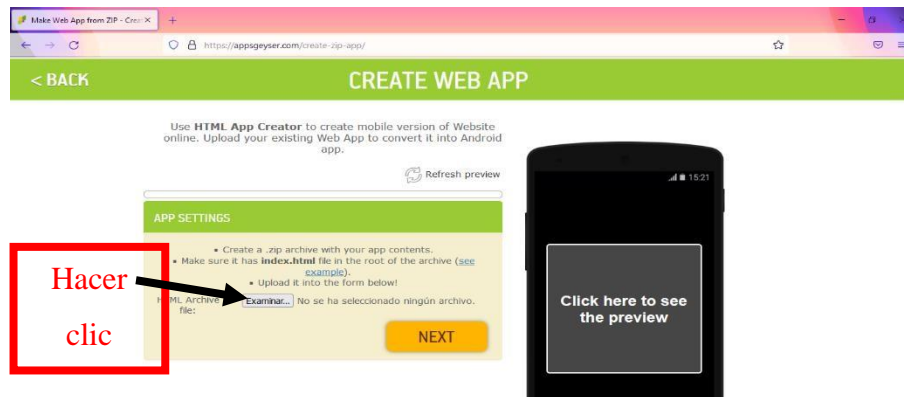 Make Web App from ZIP - Crea
https://appsgeyser.com/create-zip-app/
< BACK
CREATE WEB APP
Use HTML App Creator to create mobile version of Website
online. Upload your existing Web App to convert it into Android
app.
Refresh preview
15:21
APP SETTINGS
• Create a .zip archive with your app contents.
• Make sure it has index.html file in the root of the archive (see
example).
• Upload it into the form below!
HTML Archive
file:
Examinar... No se ha seleccionado ningún archivo.
NEXT
Hacer
clic
Click here to see
the preview